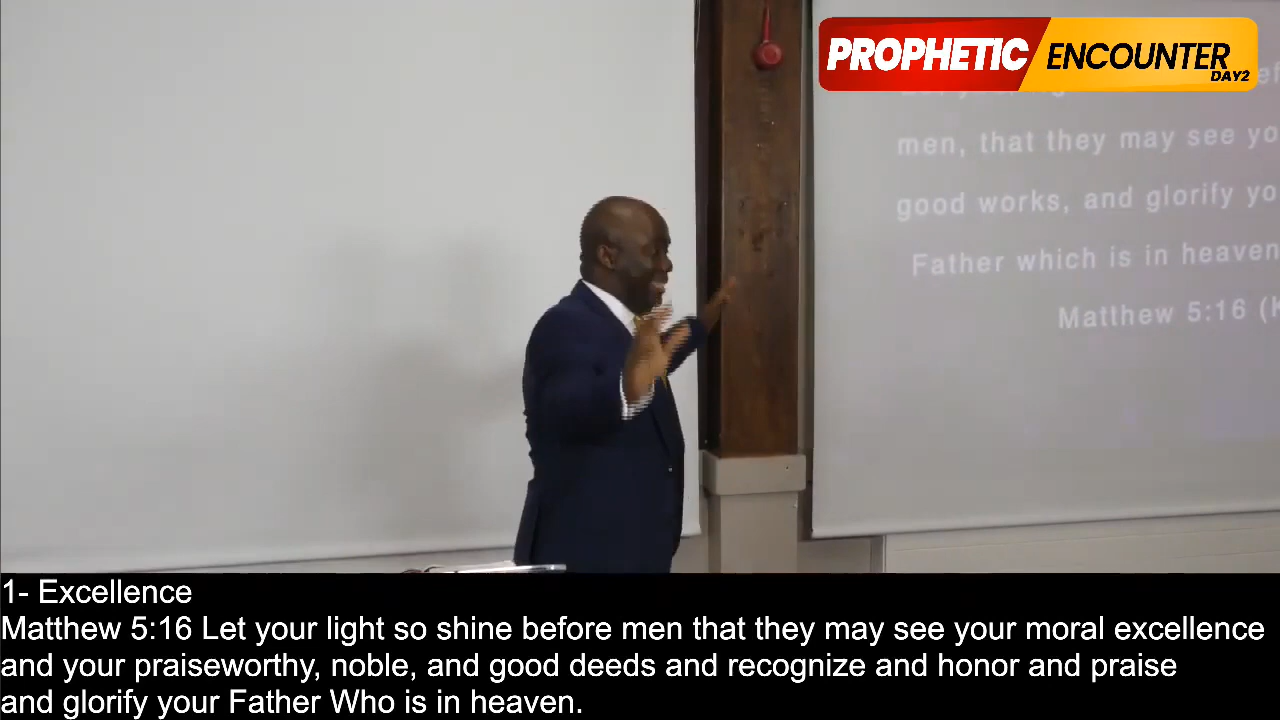 PROPHETIC ENCOUNTER
DAY2
men, that they may see yo
good works, and glorify yo
Father which is in heaven
Matthew 5:16 (K
1- Excellence
Matthew 5:16 Let your light so shine before men that they may see your moral excellence
and your praiseworthy, noble, and good deeds and recognize and honor and praise
and glorify your Father Who is in heaven.